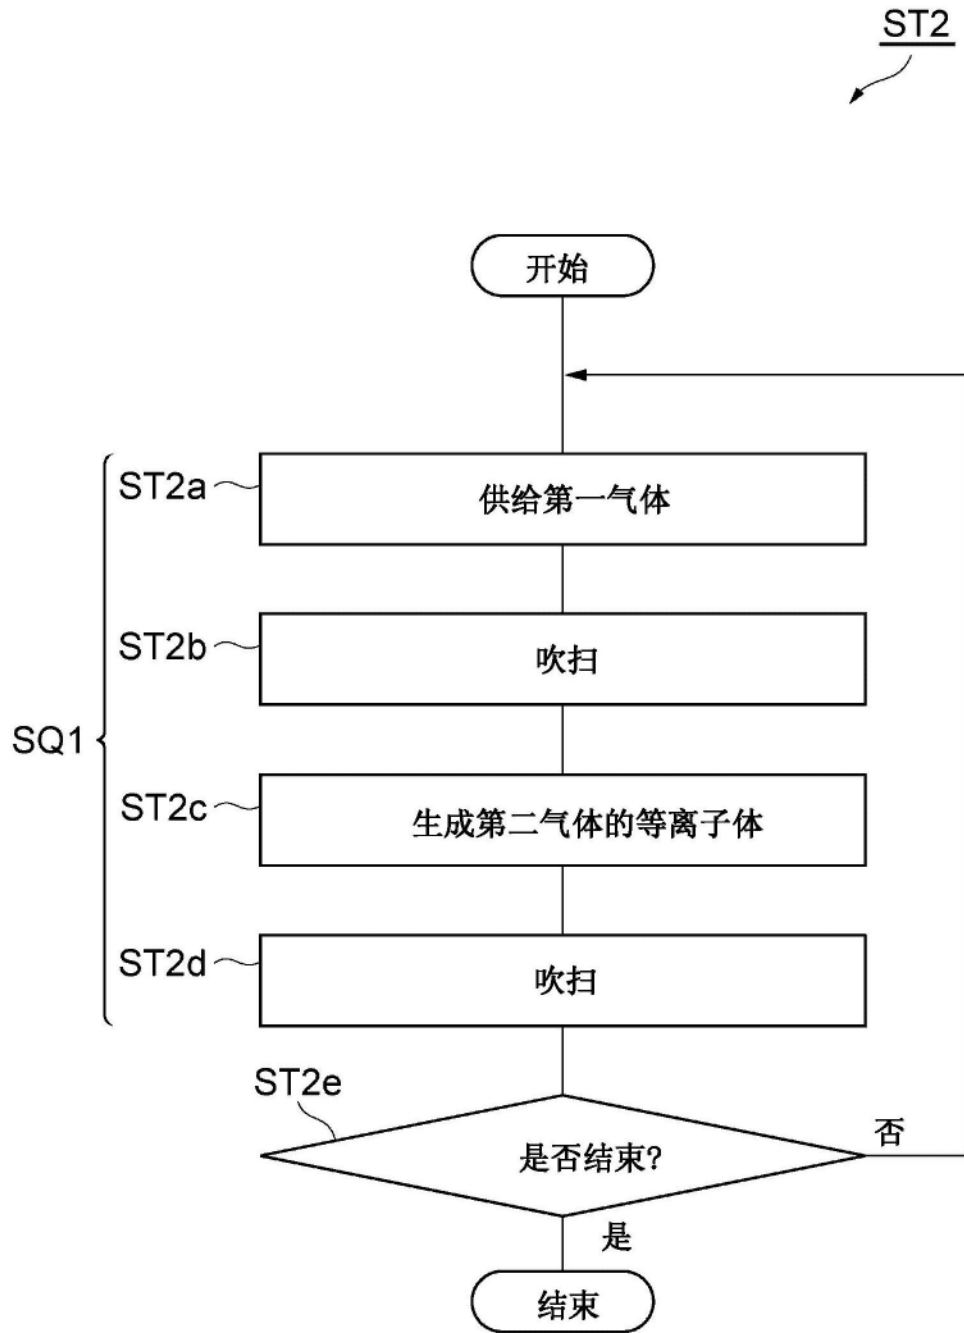 ST2
开始
ST2a
供给第一气体
ST2b
吹扫
SQ1
ST2c
生成第二气体的等离子体
ST2d
吹扫
ST2e
是否结束?
否
是
结束